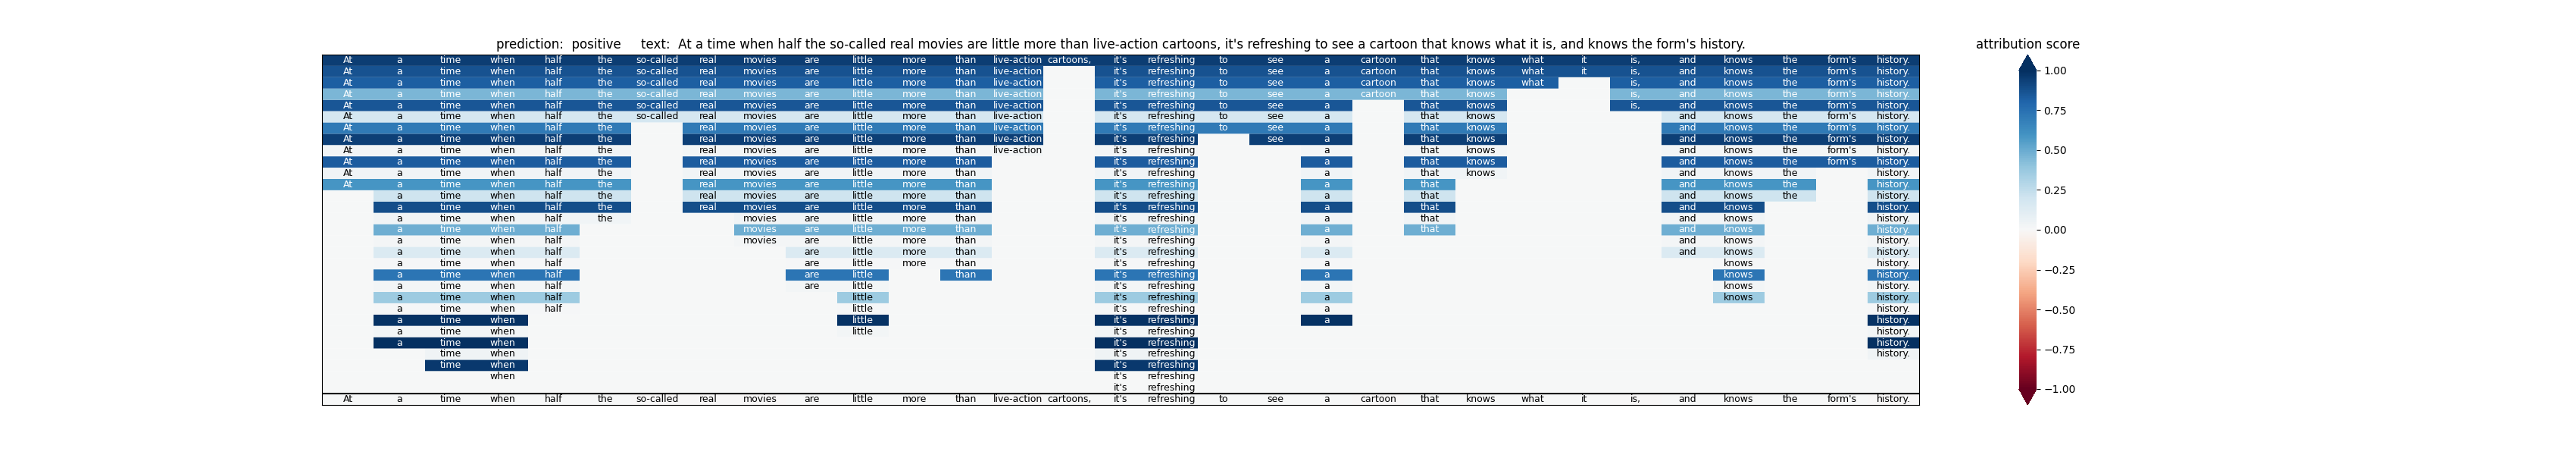 prediction: positive text: At a time when half the so-called real movies are little more than live-action cartoons, it's refreshing to see a cartoon that knows what it is, and knows the form's history.
At a time when half the so-called real movies are little more than live-action cartoons, it's refreshing to see a cartoon that knows what it is, and knows the form's history.
At a time when half the so-called real movies are little more than live-action it's refreshing to see a cartoon that knows what it is, and knows the form's history.
At a time when half the so-called real movies are little more than live-action it's refreshing to see a cartoon that knows what is, and knows the form's history.
At a time when half the so-called real movies are little more than live-action it's refreshing to see a cartoon that knows is, and knows the form's history.
At a time when half the so-called real movies are little more than live-action it's refreshing to see a that knows is, and knows the form's history.
At a time when half the so-called real movies are little more than live-action it's refreshing to see a that knows and knows the form's history.
At a time when half the real movies are little more than live-action it's refreshing to see a that knows and knows the form's history.
At a time when half the real movies are little more than live-action it's refreshing see a that knows and knows the form's history.
At a time when half the real movies are little more than live-action it's refreshing a that knows and knows the form's history.
At a time when half the real movies are little more than it's refreshing a that knows and knows the form's history.
At a time when half the real movies are little more than it's refreshing a that knows and knows the history.
At a time when half the real movies are little more than it's refreshing a that and knows the history.
a time when half the real movies are little more than it's refreshing a that and knows the history.
a time when half the real movies are little more than it's refreshing a that and knows history.
a time when half the movies are little more than it's refreshing a that and knows history.
a time when half movies are little more than it's refreshing a that and knows history.
a time when half movies are little more than it's refreshing a and knows history.
a time when half are little more than it's refreshing a and knows history.
a time when half are little more than it's refreshing a knows history.
a time when half are little than it's refreshing a knows history.
a time when half are little it's refreshing a knows history.
a time when half little it's refreshing a knows history.
a time when half little it's refreshing a history.
a time when little it's refreshing a history.
a time when little it's refreshing history.
a time when it's refreshing history.
time when it's refreshing history.
time when it's refreshing
when it's refreshing
it's refreshing
At a time when half the so-called real movies are little more than live-action cartoons, it's refreshing to see a cartoon that knows what it is, and knows the form's history.
attribution score
1.00
0.75
0.50
0.25
0.00
−0.25
−0.50
−0.75
−1.00